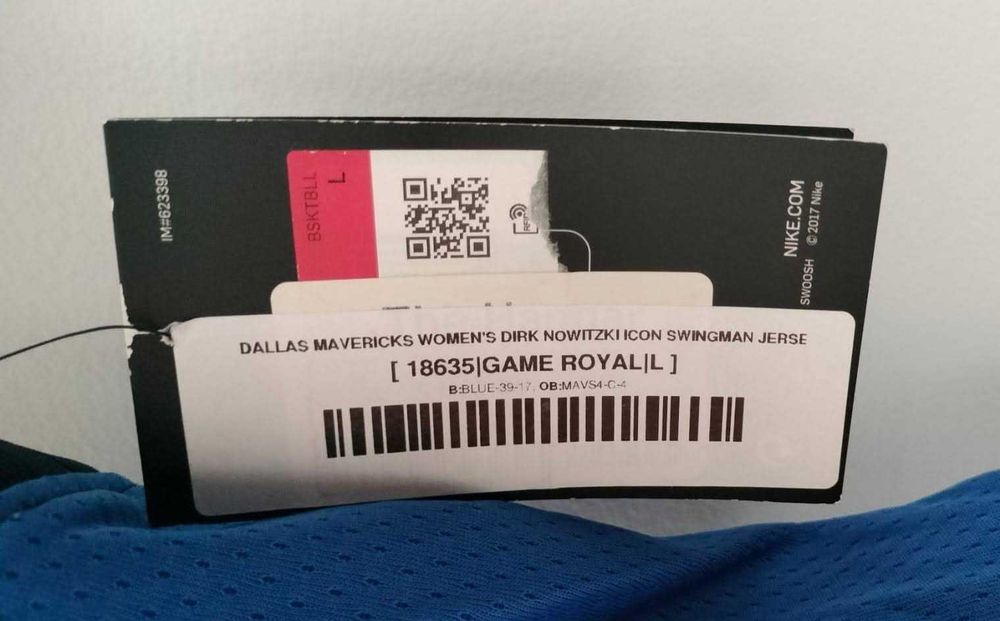 IM#623398
BSKTBLL
L
RFID
NIKE.COM
SWOOSH © 2017 Nike
DALLAS MAVERICKS WOMEN'S DIRK NOWITZKI ICON SWINGMAN JERSE
[ 18635|GAME ROYAL|L ]
B:BLUE-39-17, OB:MAVS4-C-4